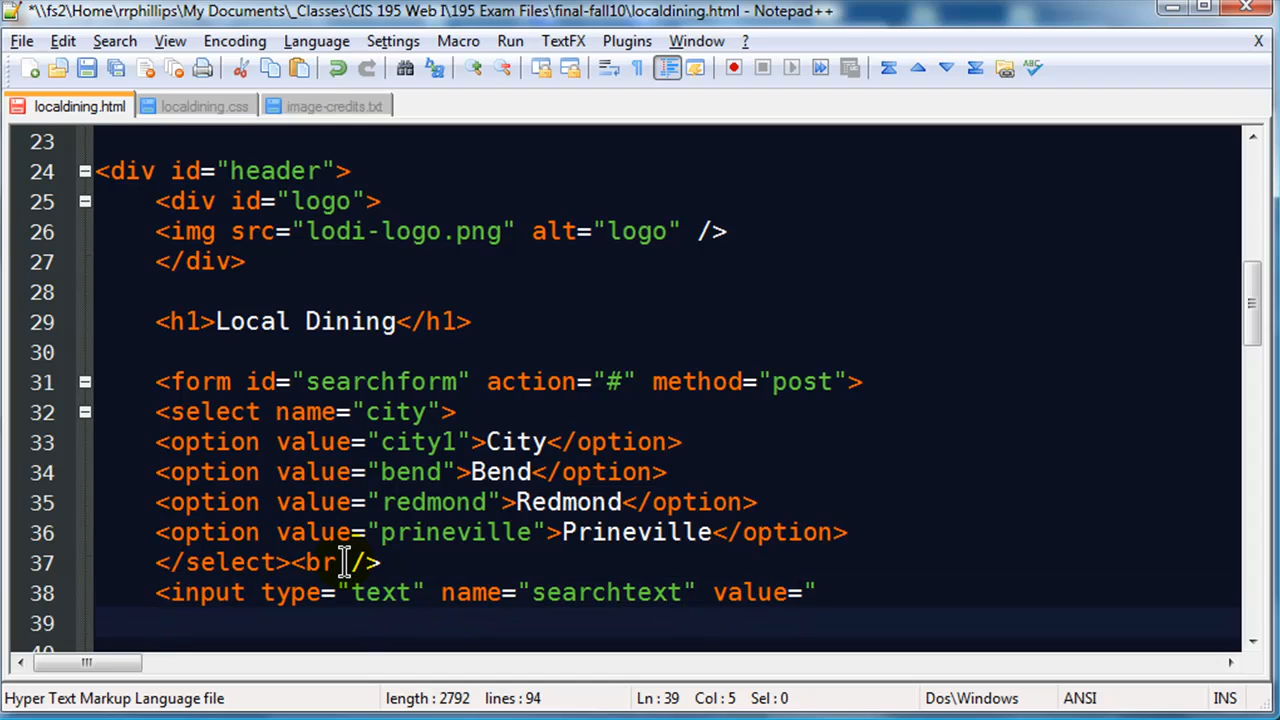 *\\fs2\Home\rrphillips\My Documents\_Classes\CIS 195 Web I\195 Exam Files\final-fall10\localdining.html - Notepad++
File Edit Search View Encoding Language Settings Macro Run TextFX Plugins Window ? X
localdining.html localdining.css image-credits.txt
23
24 <div id="header">
25 <div id="logo">
26 <img src="lodi-logo.png" alt="logo" />
27 </div>
28
29 <h1>Local Dining</h1>
30
31 <form id="searchform" action="#" method="post">
32 <select name="city">
33 <option value="city1">City</option>
34 <option value="bend">Bend</option>
35 <option value="redmond">Redmond</option>
36 <option value="prineville">Prineville</option>
37 </select><br />
38 <input type="text" name="searchtext" value="
39
Hyper Text Markup Language file length : 2792 lines : 94 Ln : 39 Col : 5 Sel : 0 Dos\Windows ANSI INS